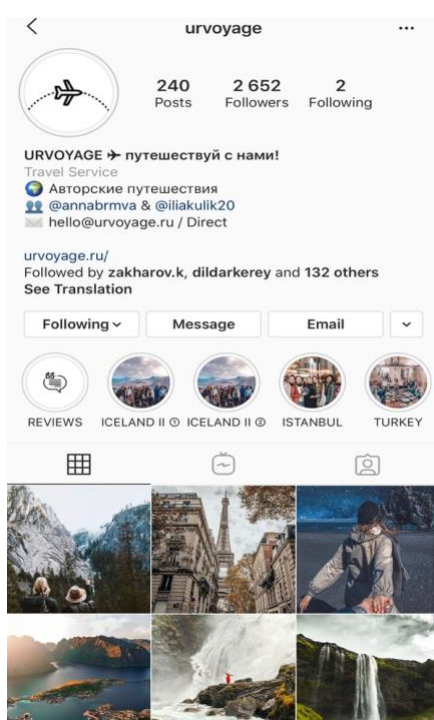 urvoyage
240 2 652 2
Posts Followers Following
URVOYAGE ✈ путешествуй с нами!
Travel Service
🌍 Авторские путешествия
👥 @annabrmva & @iliakulik20
✉️ hello@urvoyage.ru / Direct
urvoyage.ru/
Followed by zakharov.k, dildarkerey and 132 others
See Translation
Following Message Email
REVIEWS ICELAND II ① ICELAND II ② ISTANBUL TURKEY